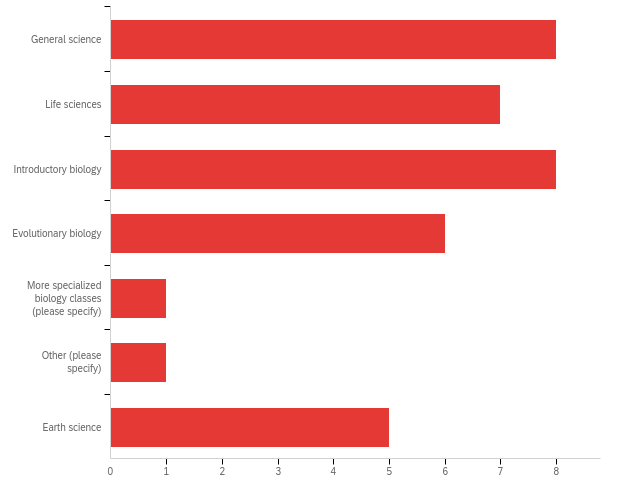 General science
Life sciences
Introductory biology
Evolutionary biology
More specialized
biology classes
(please specify)
Other (please
specify)
Earth science
0 1 2 3 4 5 6 7 8